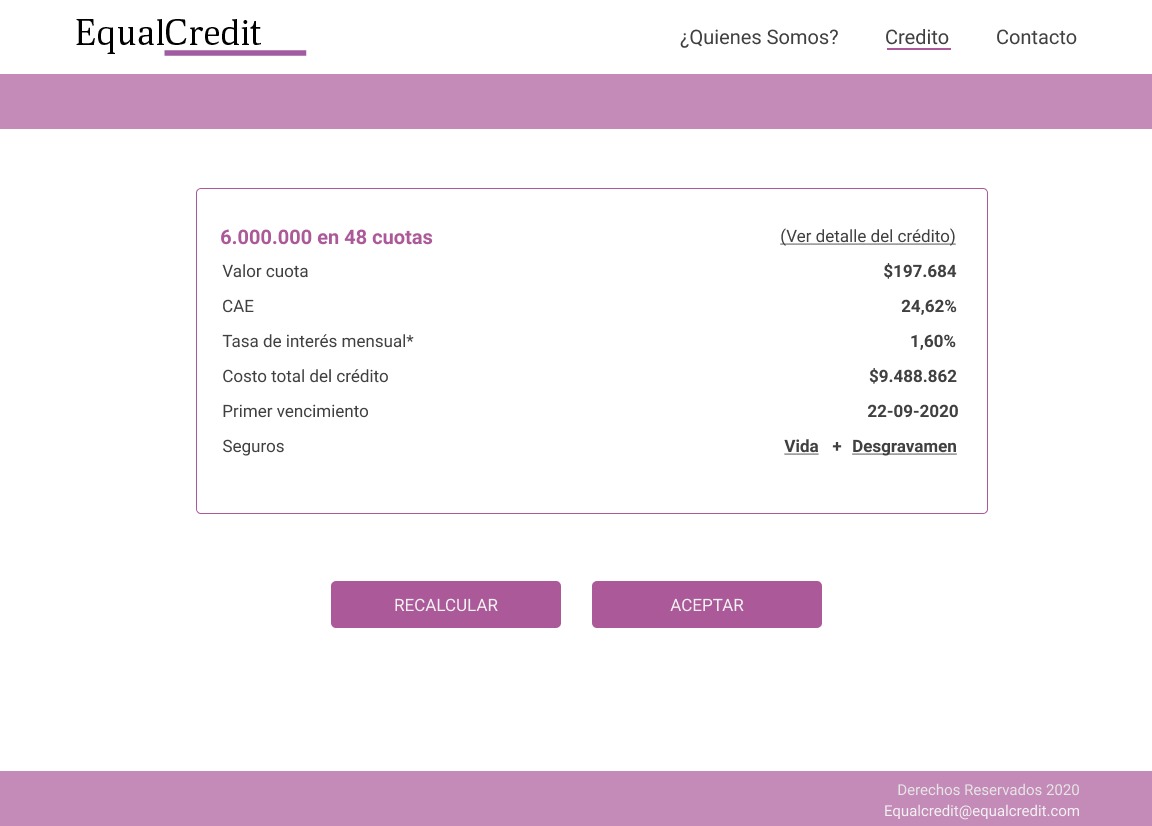 EqualCredit
¿Quienes Somos? Credito Contacto
6.000.000 en 48 cuotas (Ver detalle del crédito)
Valor cuota $197.684
CAE 24,62%
Tasa de interés mensual* 1,60%
Costo total del crédito $9.488.862
Primer vencimiento 22-09-2020
Seguros Vida + Desgravamen
RECALCULAR ACEPTAR
Derechos Reservados 2020
Equalcredit@equalcredit.com